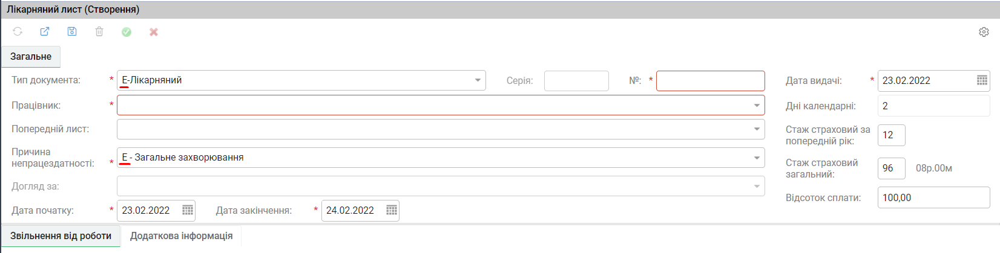 Лікарняний лист (Створення)
Загальне
Тип документа: * Е-Лікарняний Серія: №: * Дата видачі: * 23.02.2022
Працівник: * Дні календарні: 2
Попередній лист: Стаж страховий за попередній рік: 12
Причина непрацездатності: * Е - Загальне захворювання Стаж страховий загальний: 96 08р.00м
Догляд за: Відсоток сплати: 100,00
Дата початку: * 23.02.2022 Дата закінчення: * 24.02.2022
Звільнення від роботи Додаткова інформація